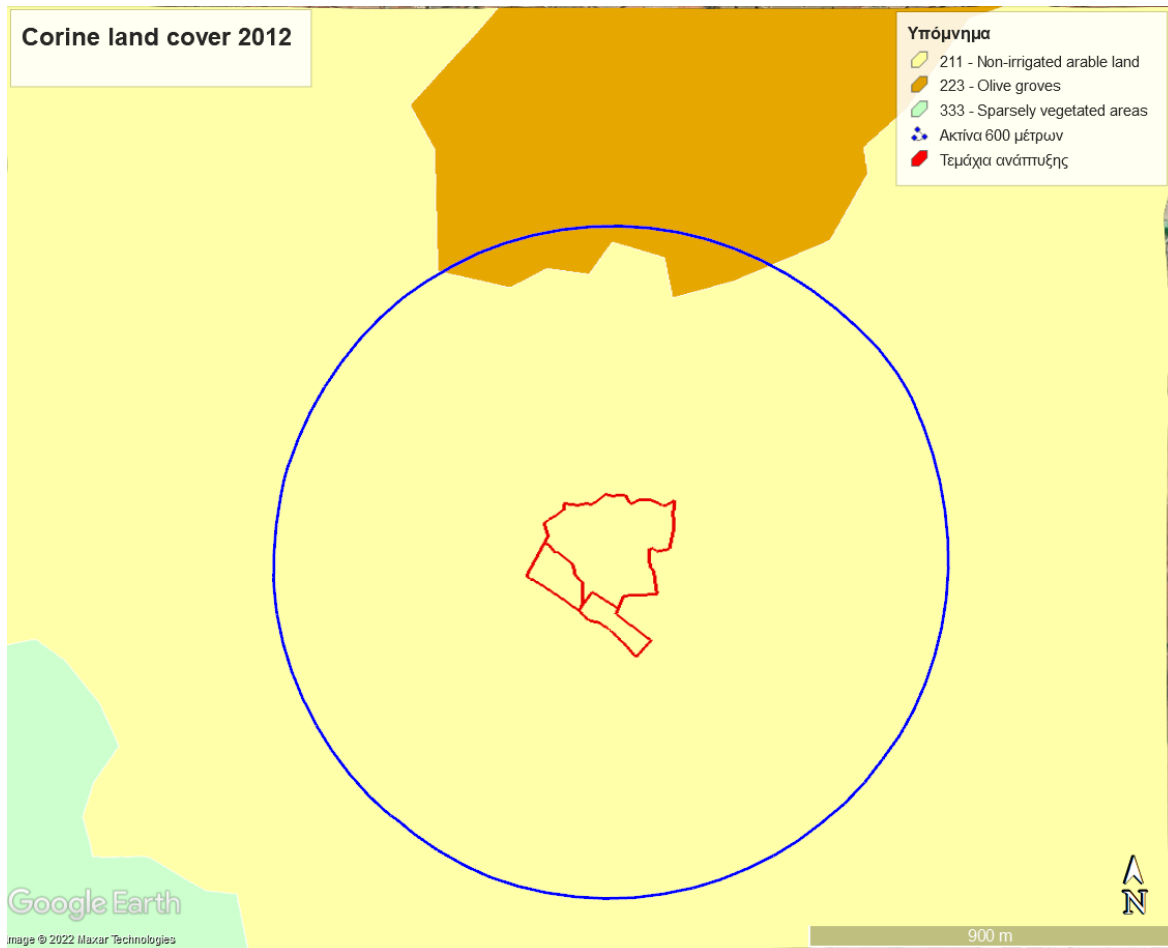 Corine land cover 2012
Υπόμνημα
211 - Non-irrigated arable land
223 - Olive groves
333 - Sparsely vegetated areas
Ακτίνα 600 μέτρων
Τεμάχια ανάπτυξης
Google Earth
mage © 2022 Maxar Technologies
N
900 m